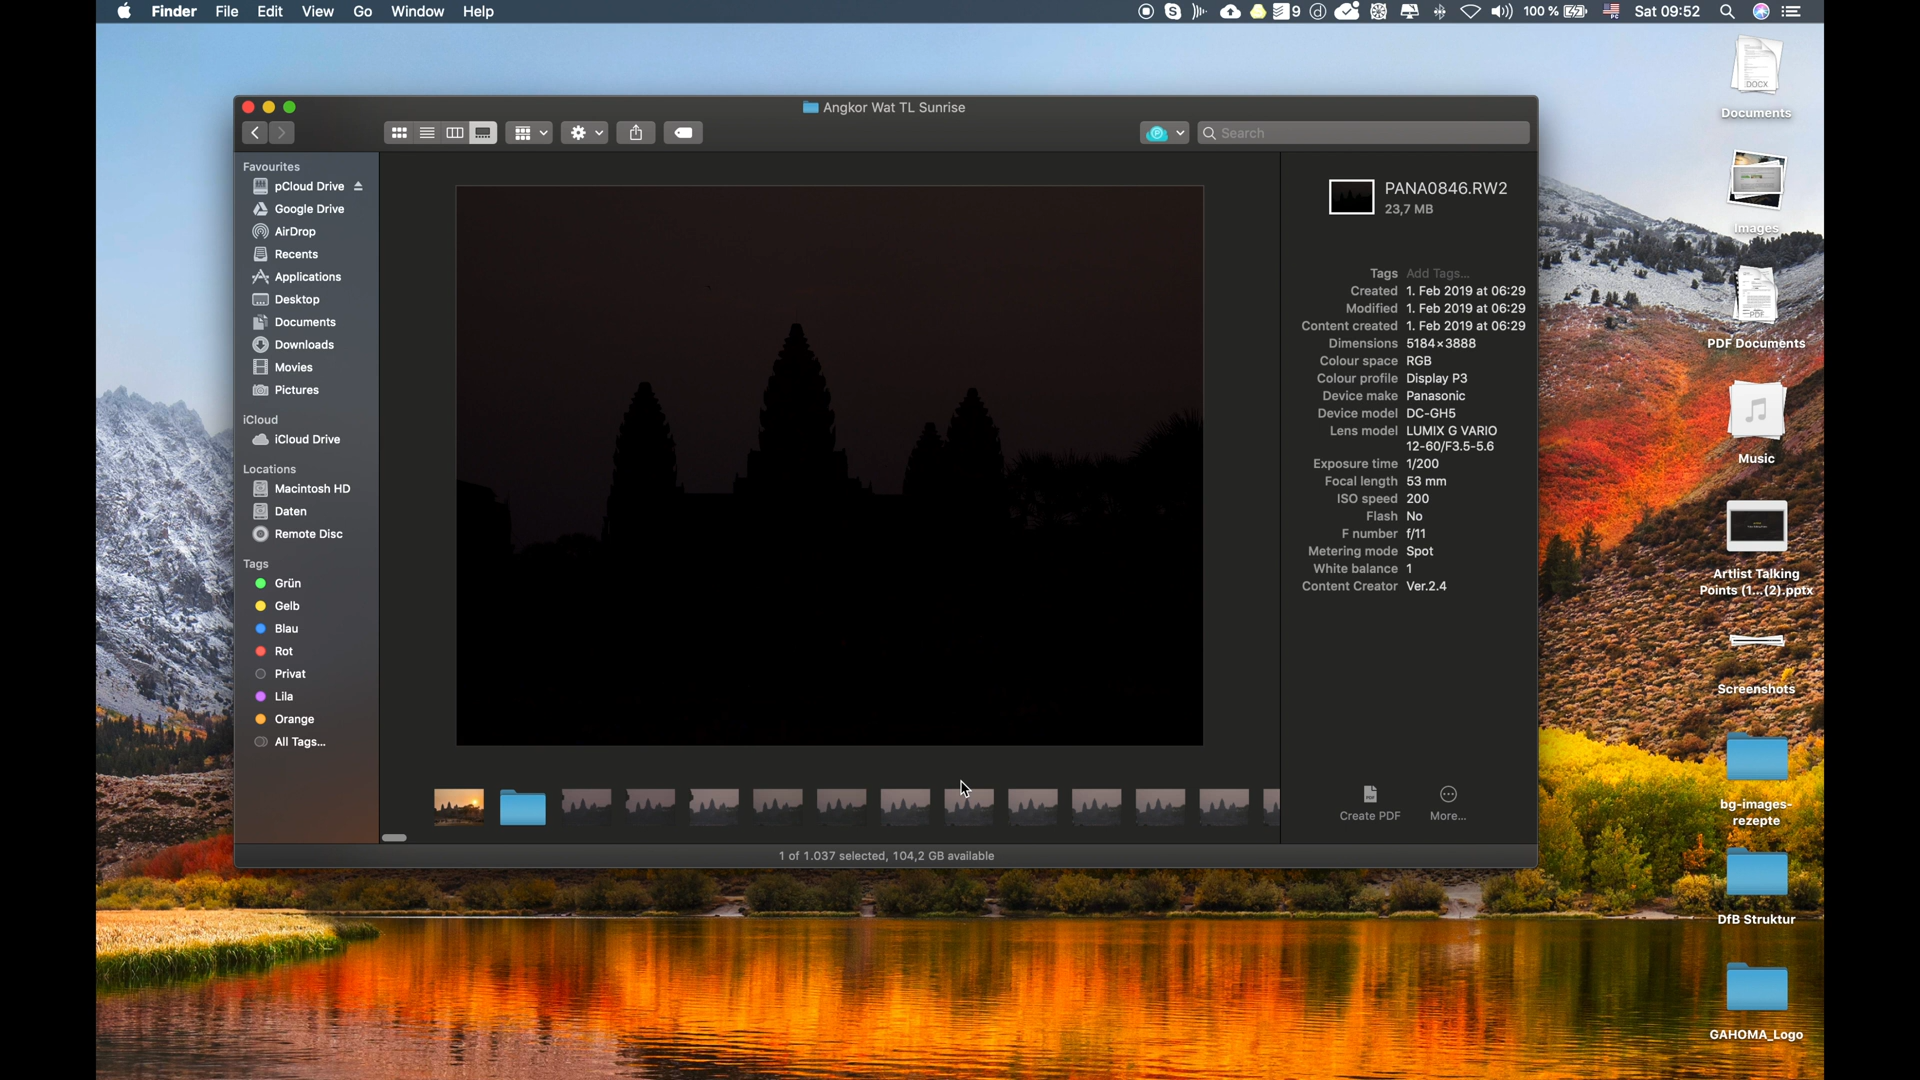 Finder File Edit View Go Window Help
9 100 % Sat 09:52
Angkor Wat TL Sunrise
Search
Favourites
pCloud Drive
Google Drive
AirDrop
Recents
Applications
Desktop
Documents
Downloads
Movies
Pictures
iCloud
iCloud Drive
Locations
Macintosh HD
Daten
Remote Disc
Tags
Grün
Gelb
Blau
Rot
Privat
Lila
Orange
All Tags...
PANA0846.RW2
23,7 MB
Tags Add Tags...
Created 1. Feb 2019 at 06:29
Modified 1. Feb 2019 at 06:29
Content created 1. Feb 2019 at 06:29
Dimensions 5184×3888
Colour space RGB
Colour profile Display P3
Device make Panasonic
Device model DC-GH5
Lens model LUMIX G VARIO
12-60/F3.5-5.6
Exposure time 1/200
Focal length 53 mm
ISO speed 200
Flash No
F number f/11
Metering mode Spot
White balance 1
Content Creator Ver.2.4
Create PDF More...
1 of 1.037 selected, 104,2 GB available
DOCX
Documents
Images
PDF
PDF Documents
Music
Artlist Talking
Points (1...(2).pptx
Screenshots
bg-images-
rezepte
DfB Struktur
GAHOMA_Logo